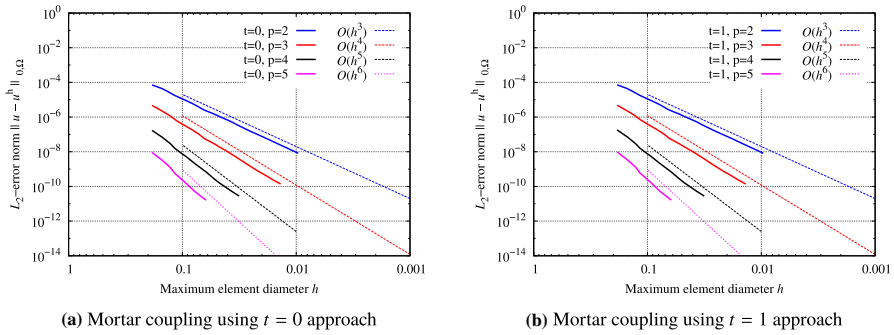 10^0
10^-2
10^-4
10^-6
10^-8
10^-10
10^-12
10^-14
L_2−error norm || u − u^h ||_0,Ω
t=0, p=2
t=0, p=3
t=0, p=4
t=0, p=5
O(h^3)
O(h^4)
O(h^5)
O(h^6)
1
0.1
0.01
0.001
Maximum element diameter h
(a) Mortar coupling using t = 0 approach
10^0
10^-2
10^-4
10^-6
10^-8
10^-10
10^-12
10^-14
L_2−error norm || u − u^h ||_0,Ω
t=1, p=2
t=1, p=3
t=1, p=4
t=1, p=5
O(h^3)
O(h^4)
O(h^5)
O(h^6)
1
0.1
0.01
0.001
Maximum element diameter h
(b) Mortar coupling using t = 1 approach